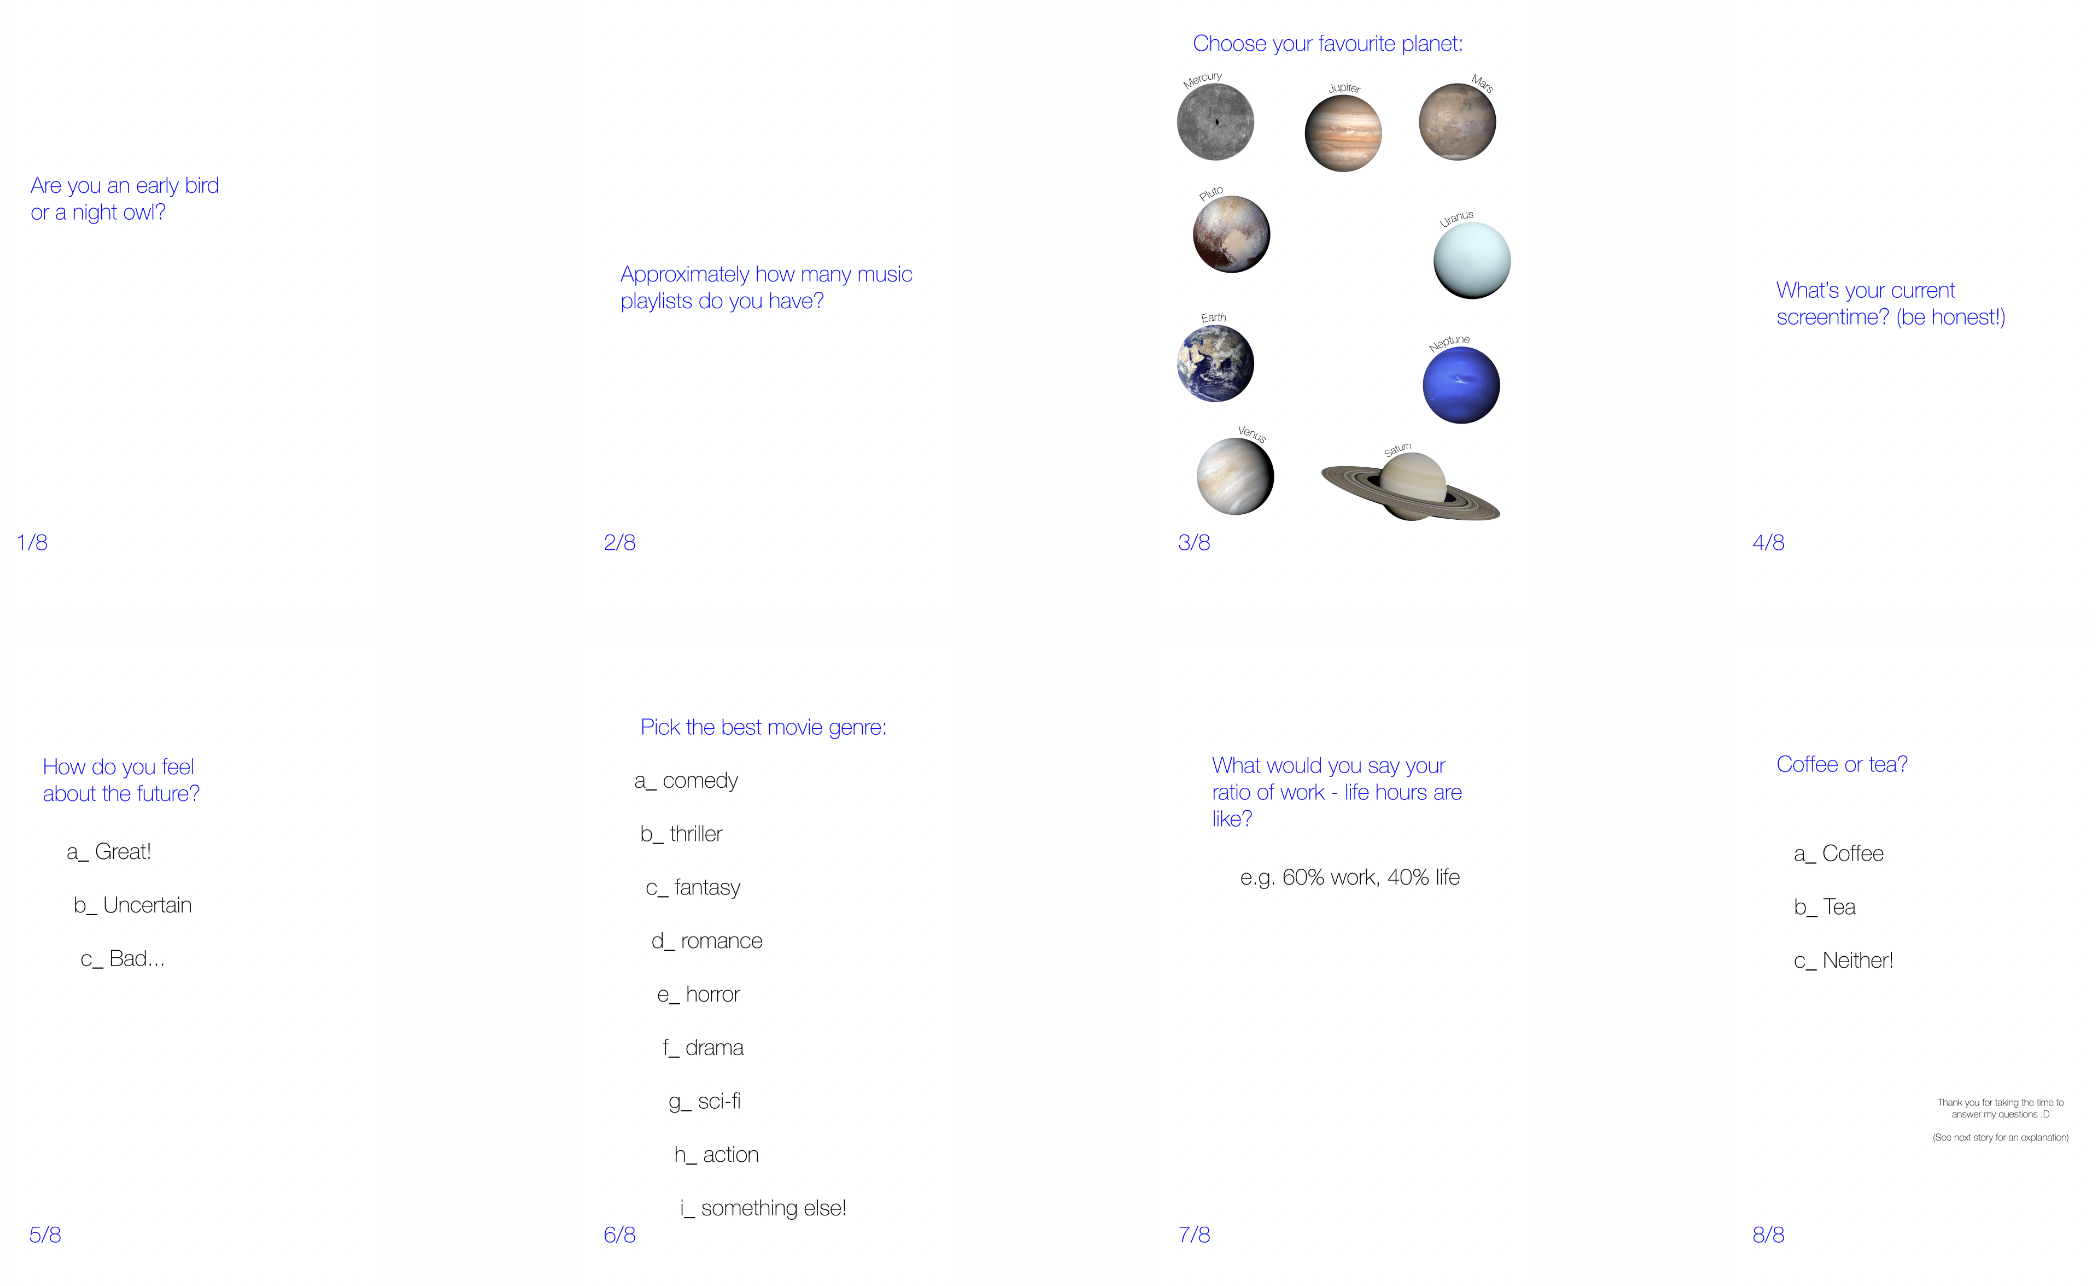 Are you an early bird
or a night owl?
1/8
Approximately how many music
playlists do you have?
2/8
Choose your favourite planet:
Mercury
Jupiter
Mars
Pluto
Uranus
Earth
Neptune
Venus
Saturn
3/8
What's your current
screentime? (be honest!)
4/8
How do you feel
about the future?
a_ Great!
b_ Uncertain
c_ Bad...
5/8
Pick the best movie genre:
a_ comedy
b_ thriller
c_ fantasy
d_ romance
e_ horror
f_ drama
g_ sci-fi
h_ action
i_ something else!
6/8
What would you say your
ratio of work - life hours are
like?
e.g. 60% work, 40% life
7/8
Coffee or tea?
a_ Coffee
b_ Tea
c_ Neither!
Thank you for taking the time to
answer my questions :D
(See next story for an explanation)
8/8